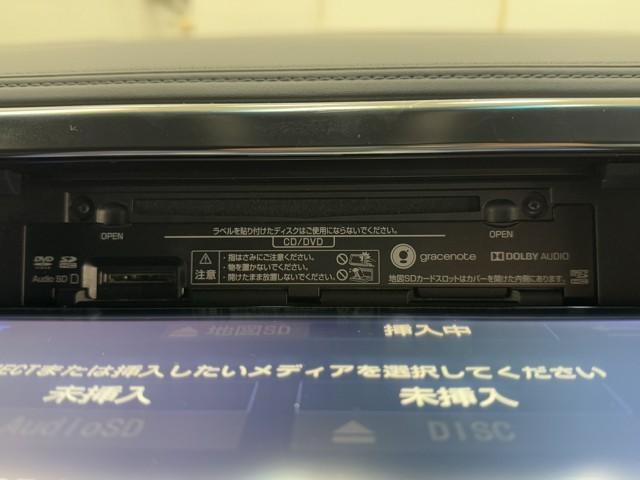 OPEN
OPEN
ラベルを貼り付けたディスクはご使用にならないでください。
CD/DVD
DVD
SD
Audio SD
注意
・指はさみにご注意ください。
・物を置かないでください。
・開けたまま放置しないでください。
gracenote
DOLBY AUDIO
地図SDカードスロットはカバーを開けた内側にあります。
地図SD
挿入中
ECTまたは挿入したいメディアを選択してください
未挿入
未挿入
AudioSD
DISC